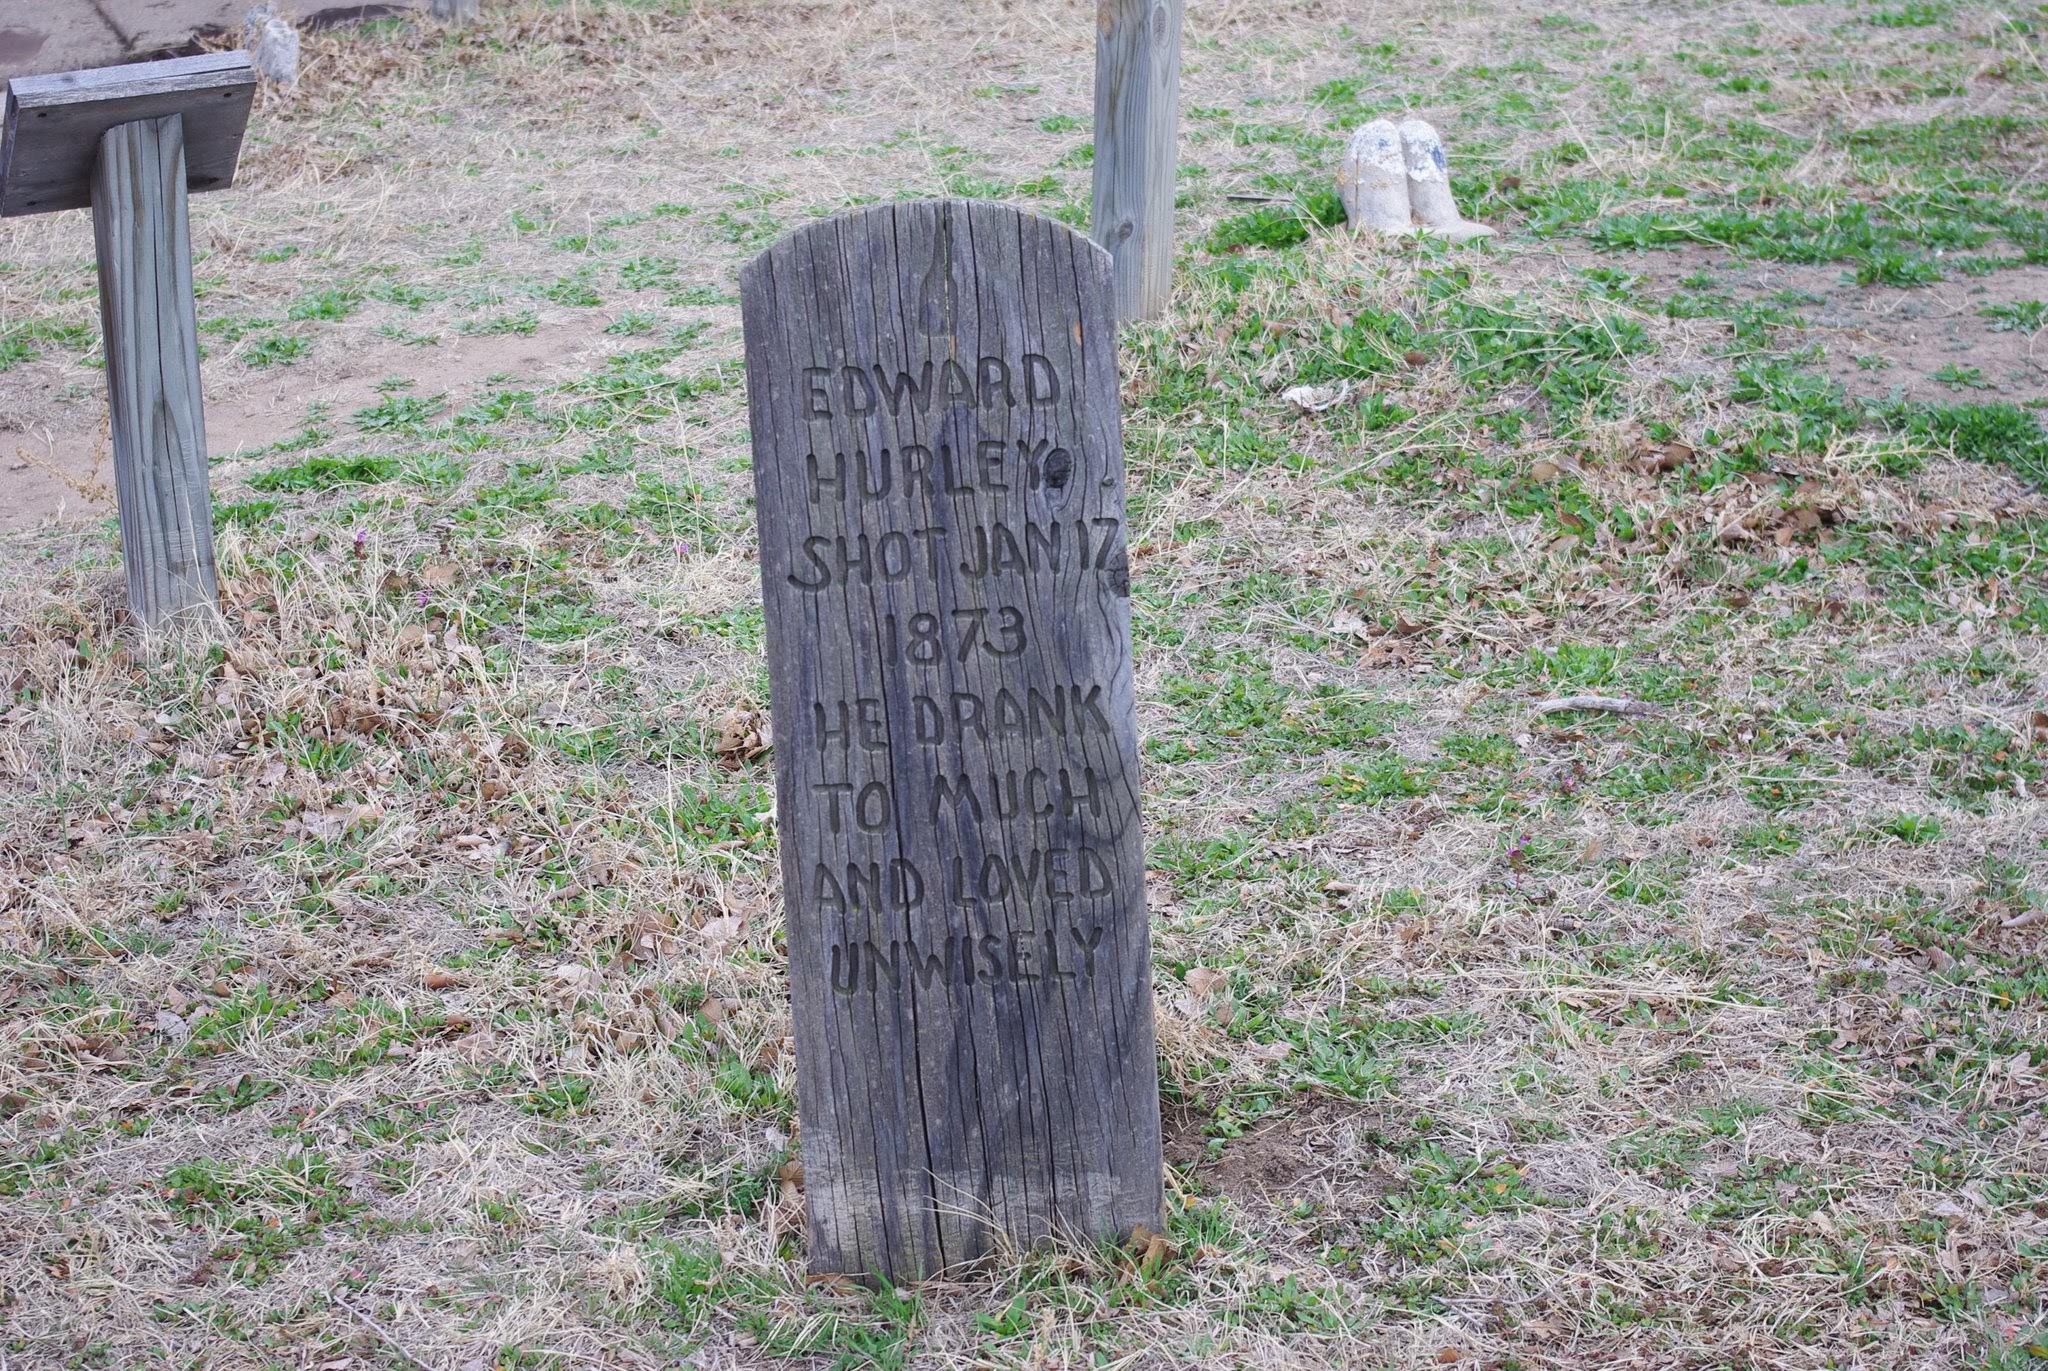 EDWARD
HURLEY
SHOT JAN 17
1873
HE DRANK
TO MUCH
AND LOVED
UNWISELY